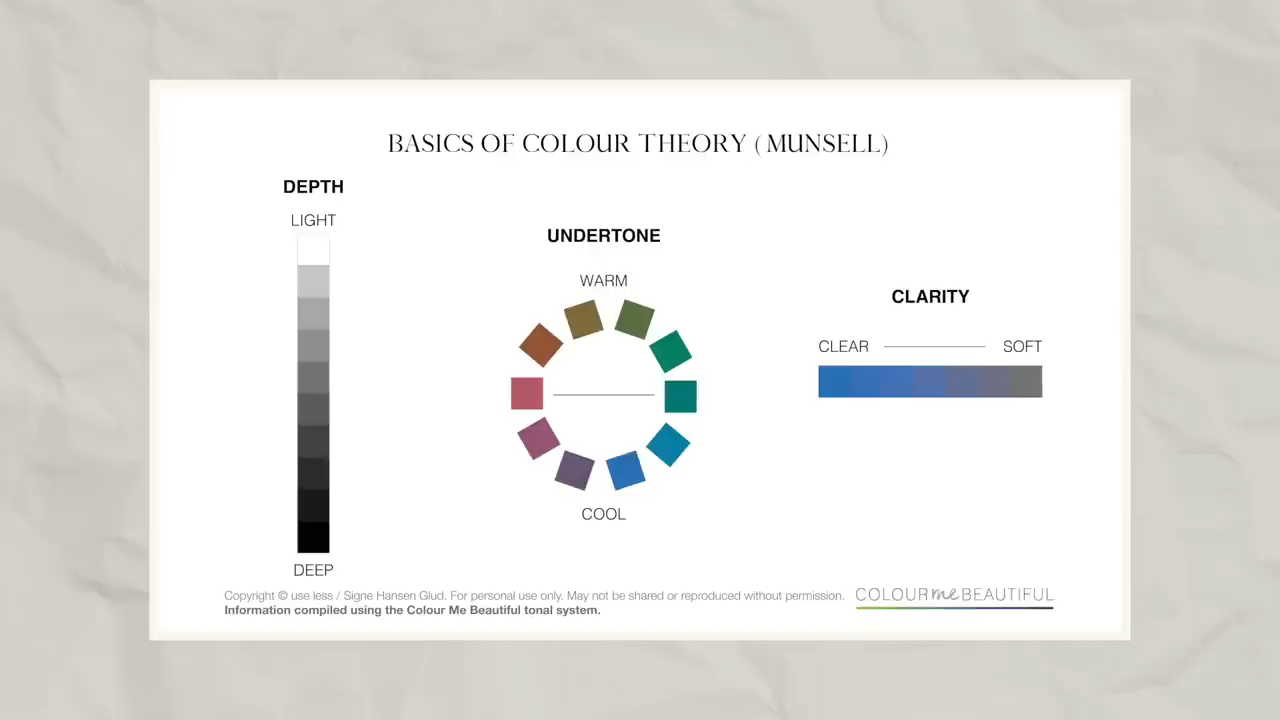 BASICS OF COLOUR THEORY ( MUNSELL)
DEPTH
LIGHT
DEEP
UNDERTONE
WARM
COOL
CLARITY
CLEAR SOFT
Copyright © use less / Signe Hansen Glud. For personal use only. May not be shared or reproduced without permission.
Information compiled using the Colour Me Beautiful tonal system.
COLOUR me BEAUTIFUL